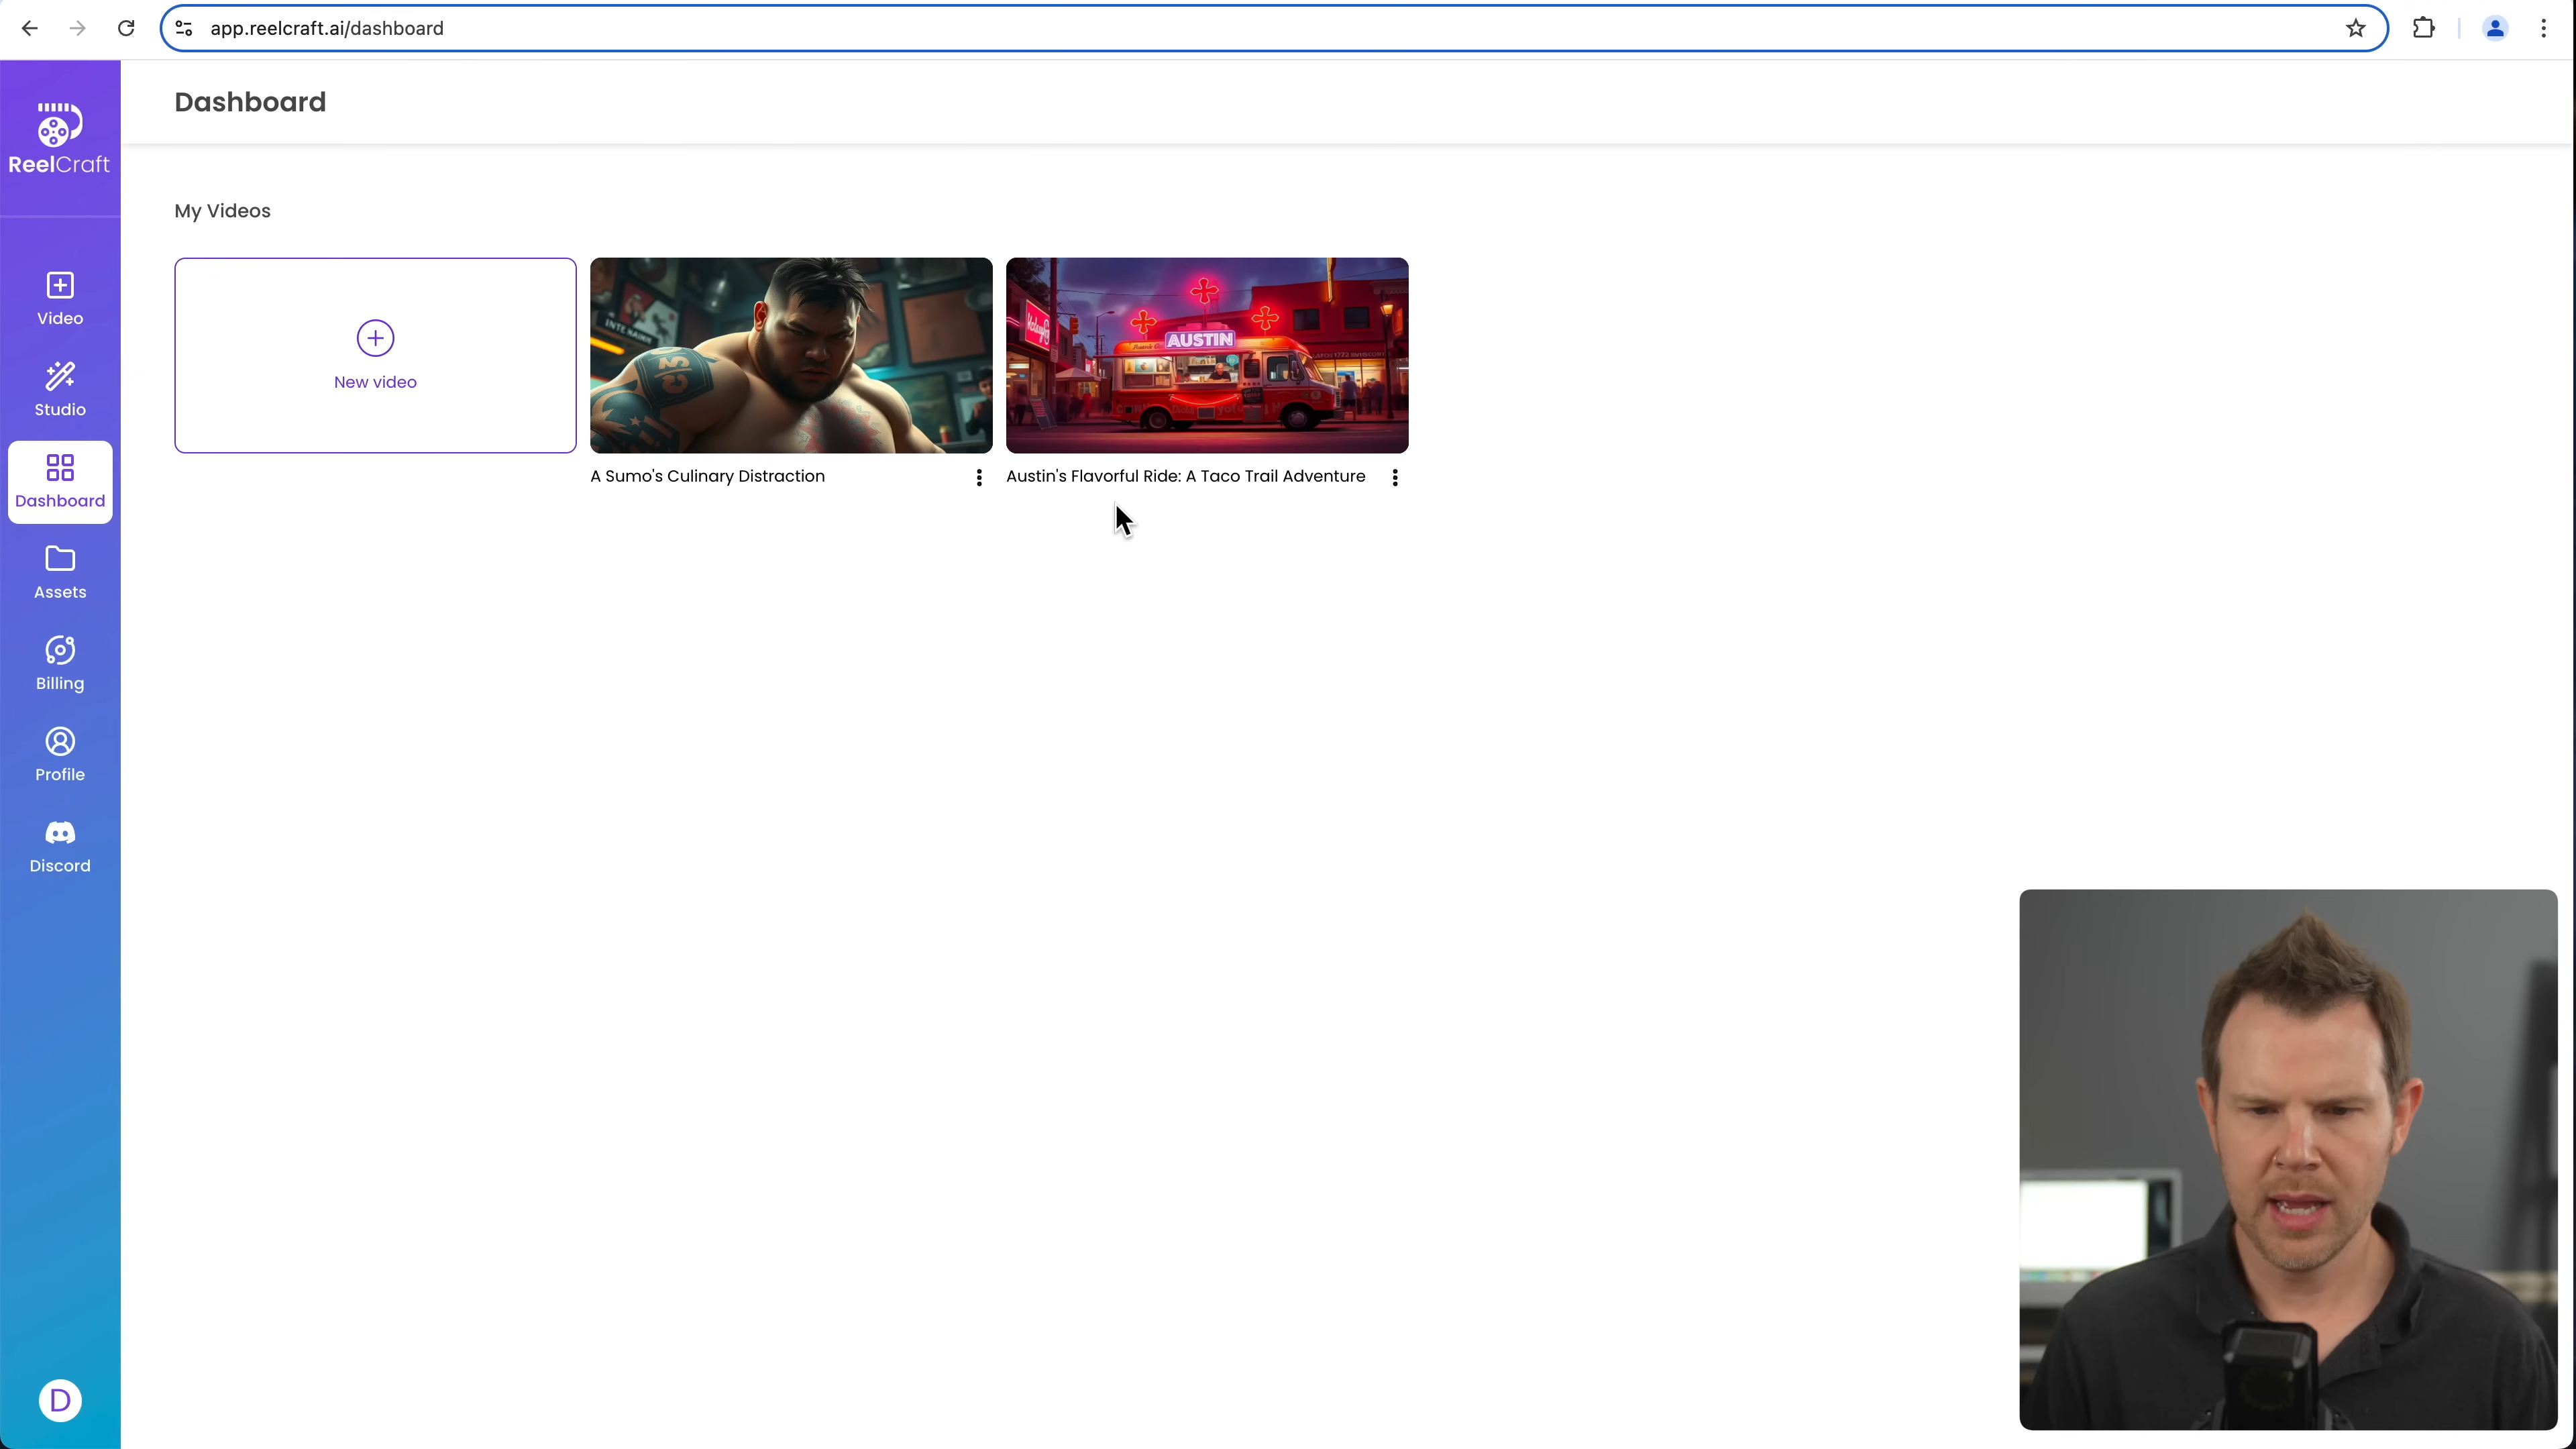 app.reelcraft.ai/dashboard
ReelCraft
Dashboard
My Videos
Video
Studio
Dashboard
Assets
Billing
Profile
Discord
D
New video
AUSTIN
A Sumo's Culinary Distraction
Austin's Flavorful Ride: A Taco Trail Adventure